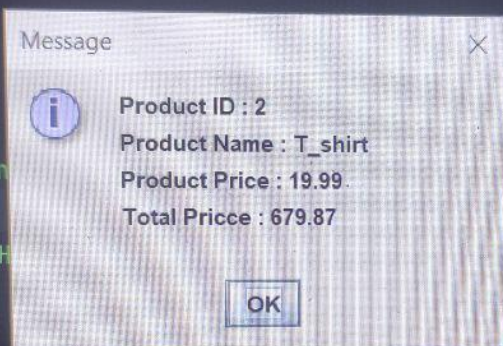 Message
Product ID : 2
Product Name : T_shirt
Product Price : 19.99
Total Pricce : 679.87
OK